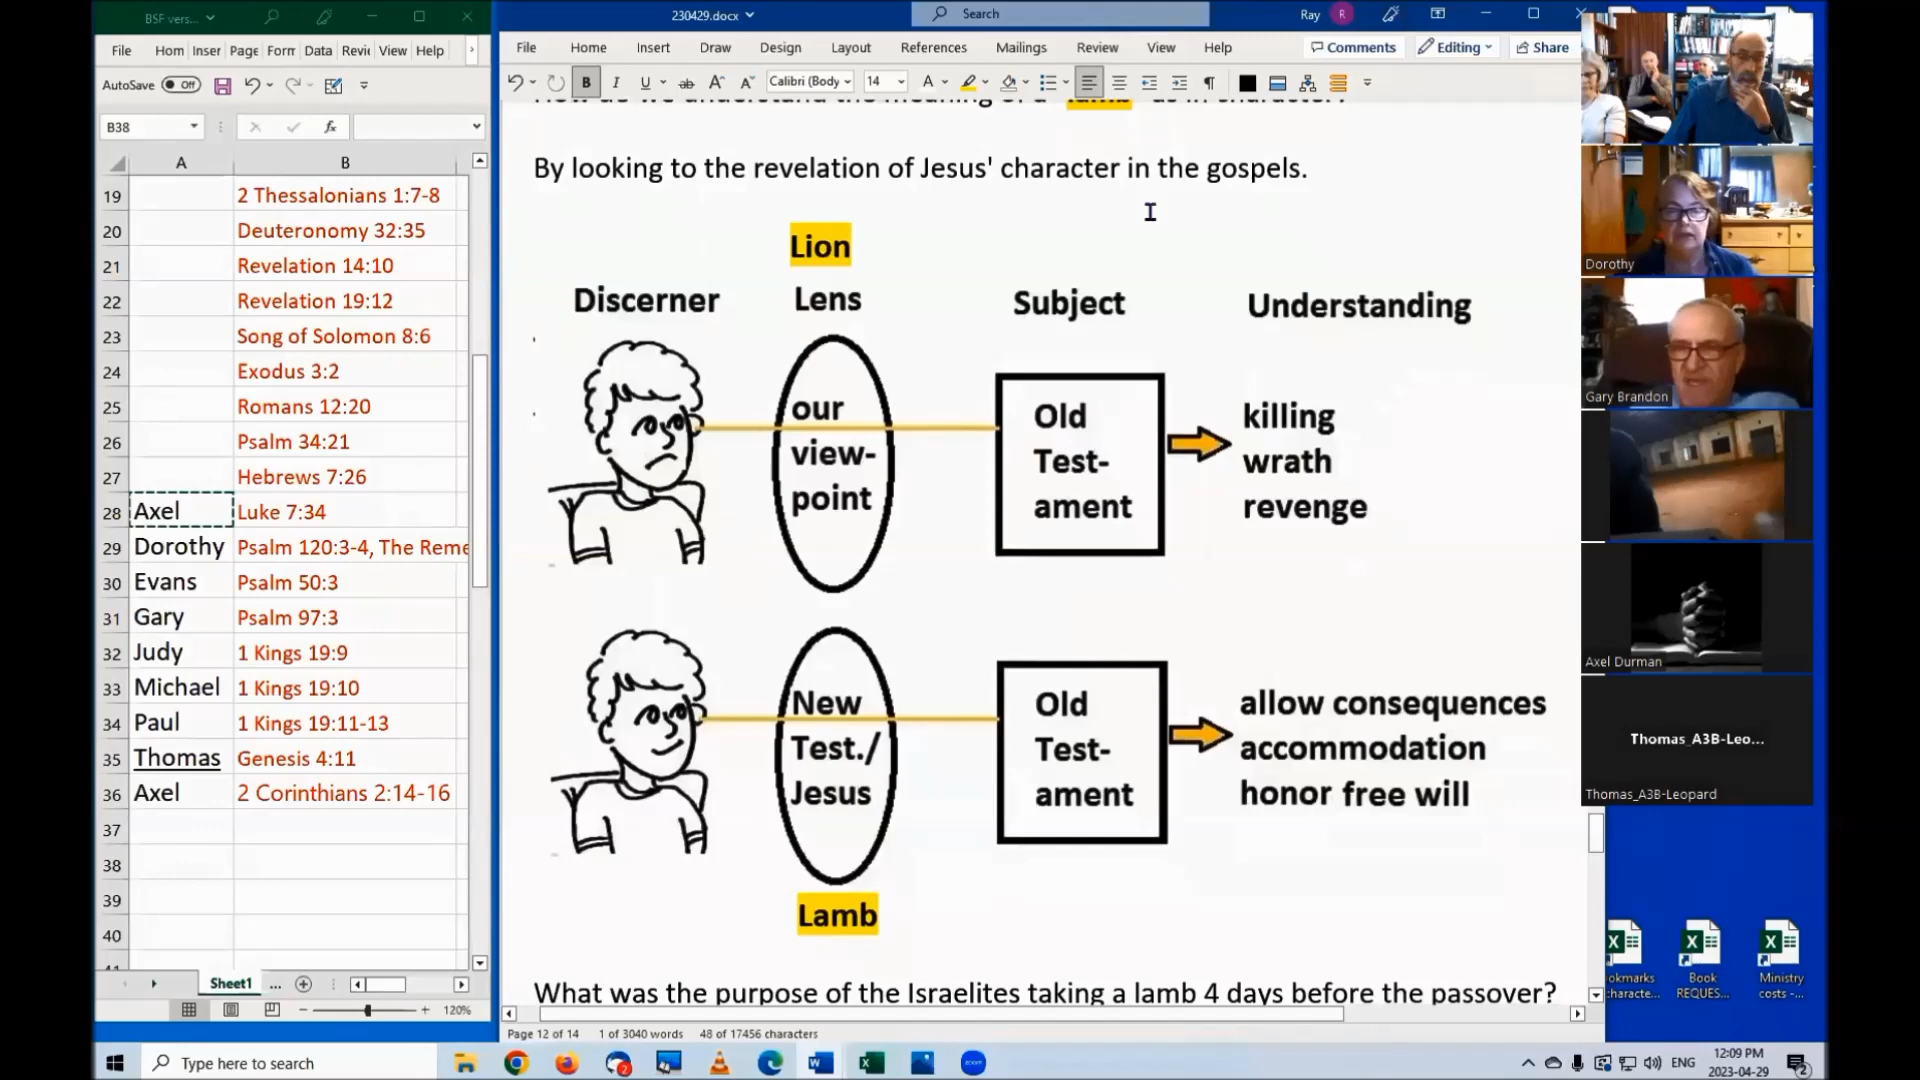 BSF vers...
File Hom Inser Page Forr Data Revi View Help
AutoSave Off
B38
fx
A B
19 2 Thessalonians 1:7-8
20 Deuteronomy 32:35
21 Revelation 14:10
22 Revelation 19:12
23 Song of Solomon 8:6
24 Exodus 3:2
25 Romans 12:20
26 Psalm 34:21
27 Hebrews 7:26
28 Axel Luke 7:34
29 Dorothy Psalm 120:3-4, The Reme
30 Evans Psalm 50:3
31 Gary Psalm 97:3
32 Judy 1 Kings 19:9
33 Michael 1 Kings 19:10
34 Paul 1 Kings 19:11-13
35 Thomas Genesis 4:11
36 Axel 2 Corinthians 2:14-16
37
38
39
40
Sheet1 ...
120%
230429.docx
Search
Ray R
File Home Insert Draw Design Layout References Mailings Review View Help
Comments Editing Share
B I U ab A A Calibri (Body 14 A
By looking to the revelation of Jesus' character in the gospels.
Lion
Discerner Lens Subject Understanding
our
view-
point
Old
Test-
ament
killing
wrath
revenge
New
Test./
Jesus
Old
Test-
ament
allow consequences
accommodation
honor free will
Lamb
What was the purpose of the Israelites taking a lamb 4 days before the passover?
Page 12 of 14 1 of 3040 words 48 of 17456 characters
Dorothy
Gary Brandon
Axel Durman
Thomas_A3B-Leo...
Thomas_A3B-Leopard
okmarks
characte...
Book
REQUES...
Ministry
costs -...
Type here to search
2
zoom
ENG
12:09 PM
2023-04-29
2